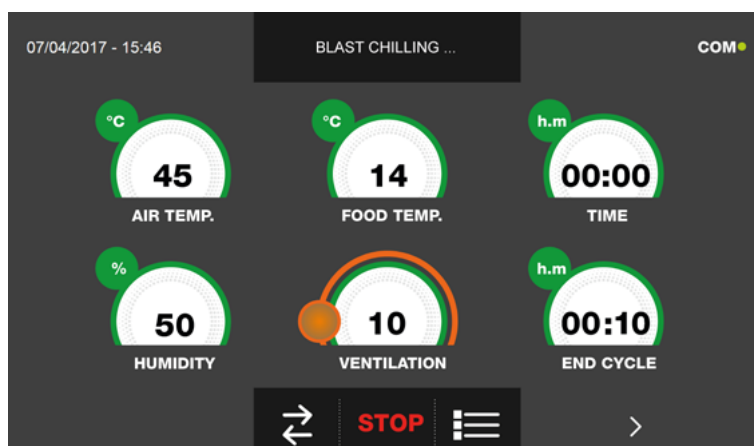 07/04/2017 - 15:46
BLAST CHILLING ...
COM
°C
45
AIR TEMP.
°C
14
FOOD TEMP.
h.m
00:00
TIME
%
50
HUMIDITY
10
VENTILATION
h.m
00:10
END CYCLE
STOP